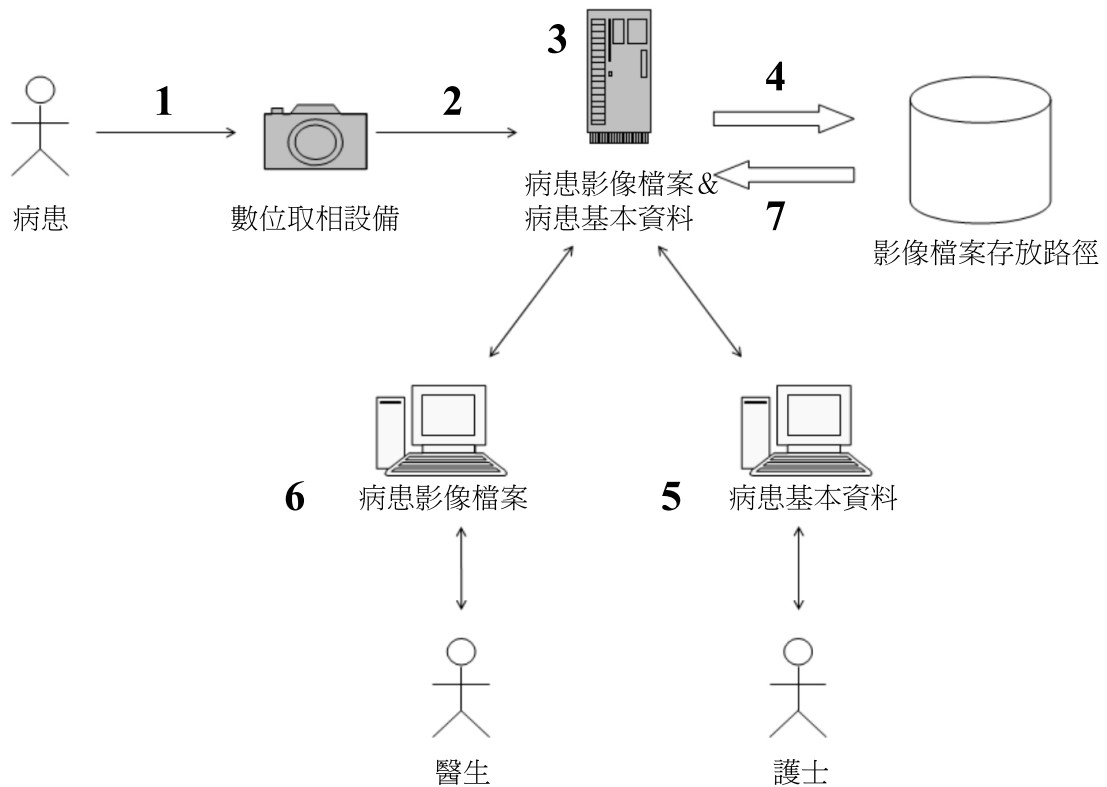 3
4
1
2
病患影像檔案&
病患基本資料
7
病患
數位取相設備
影像檔案存放路徑
6
病患影像檔案
5
病患基本資料
醫生
護士